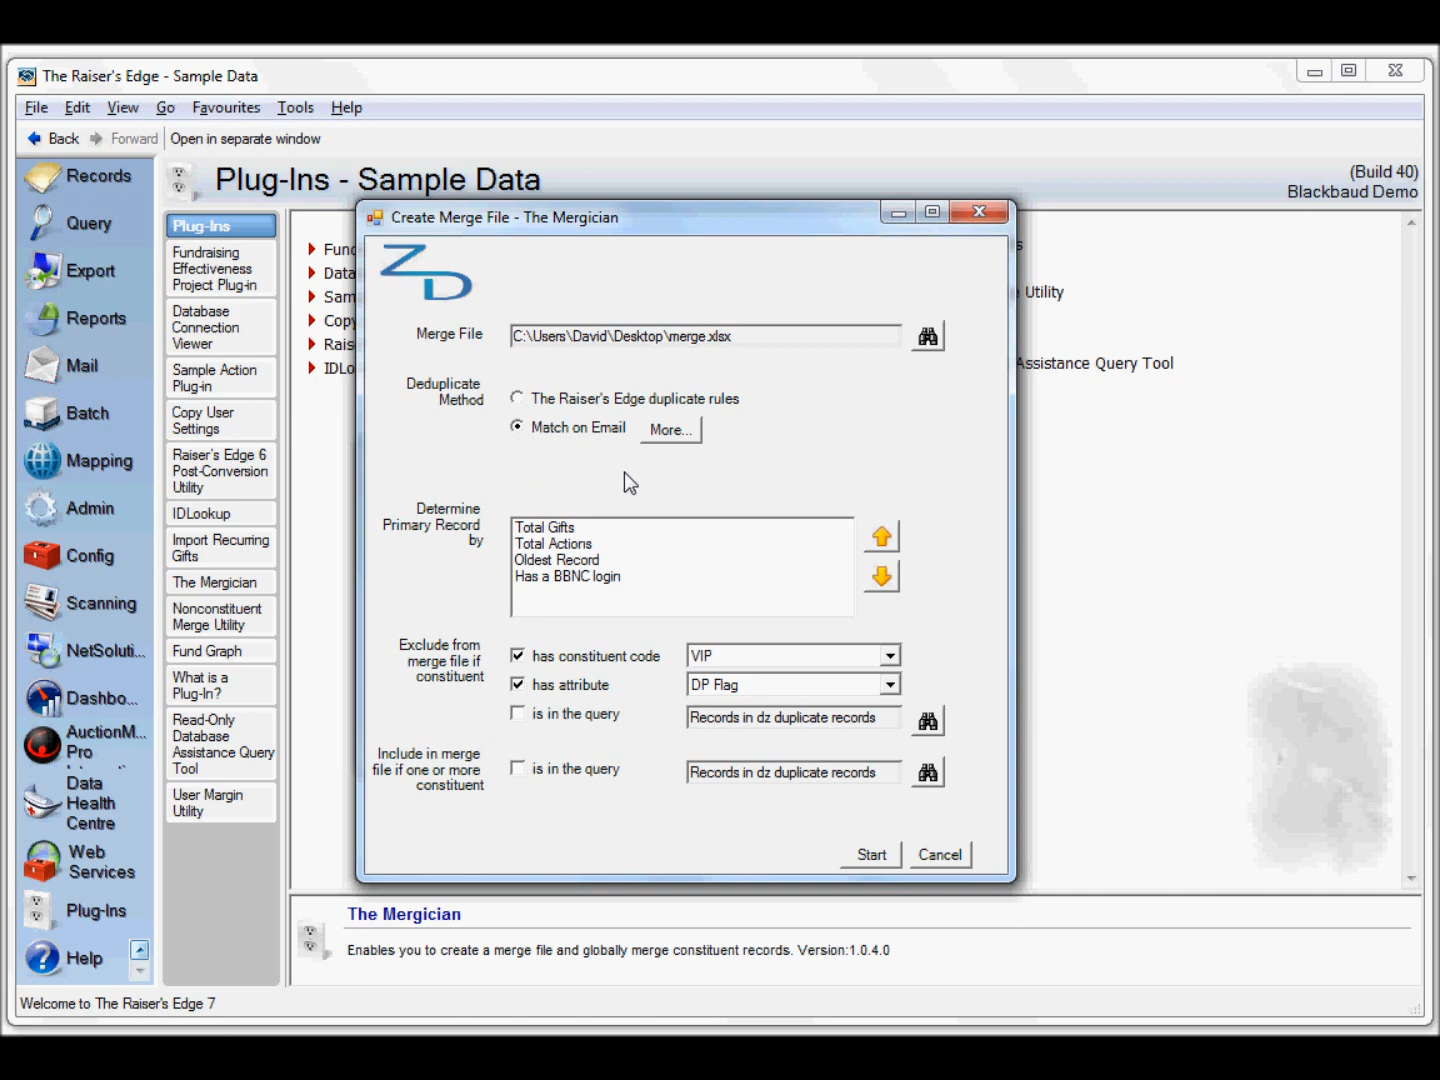 The Raiser's Edge - Sample Data
File Edit View Go Favourites Tools Help
Back Forward Open in separate window
Records
Query
Export
Reports
Mail
Batch
Mapping
Admin
Config
Scanning
NetSoluti...
Dashbo...
AuctionM...
Pro
Data
Health
Centre
Web
Services
Plug-Ins
Help
Plug-Ins - Sample Data
(Build 40)
Blackbaud Demo
Plug-Ins
Fundraising
Effectiveness
Project Plug-in
Database
Connection
Viewer
Sample Action
Plug-in
Copy User
Settings
Raiser's Edge 6
Post-Conversion
Utility
IDLookup
Import Recurring
Gifts
The Mergician
Nonconstituent
Merge Utility
Fund Graph
What is a
Plug-In?
Read-Only
Database
Assistance Query
Tool
User Margin
Utility
Fund
Data
Sam
Copy
Rais
IDLo
s
Utility
Assistance Query Tool
Create Merge File - The Mergician
ZD
Merge File C:\Users\David\Desktop\merge.xlsx
Deduplicate
Method
The Raiser's Edge duplicate rules
Match on Email More...
Determine
Primary Record
by
Total Gifts
Total Actions
Oldest Record
Has a BBNC login
Exclude from
merge file if
constituent
has constituent code VIP
has attribute DP Flag
is in the query Records in dz duplicate records
Include in merge
file if one or more
constituent
is in the query Records in dz duplicate records
Start Cancel
The Mergician
Enables you to create a merge file and globally merge constituent records. Version:1.0.4.0
Welcome to The Raiser's Edge 7